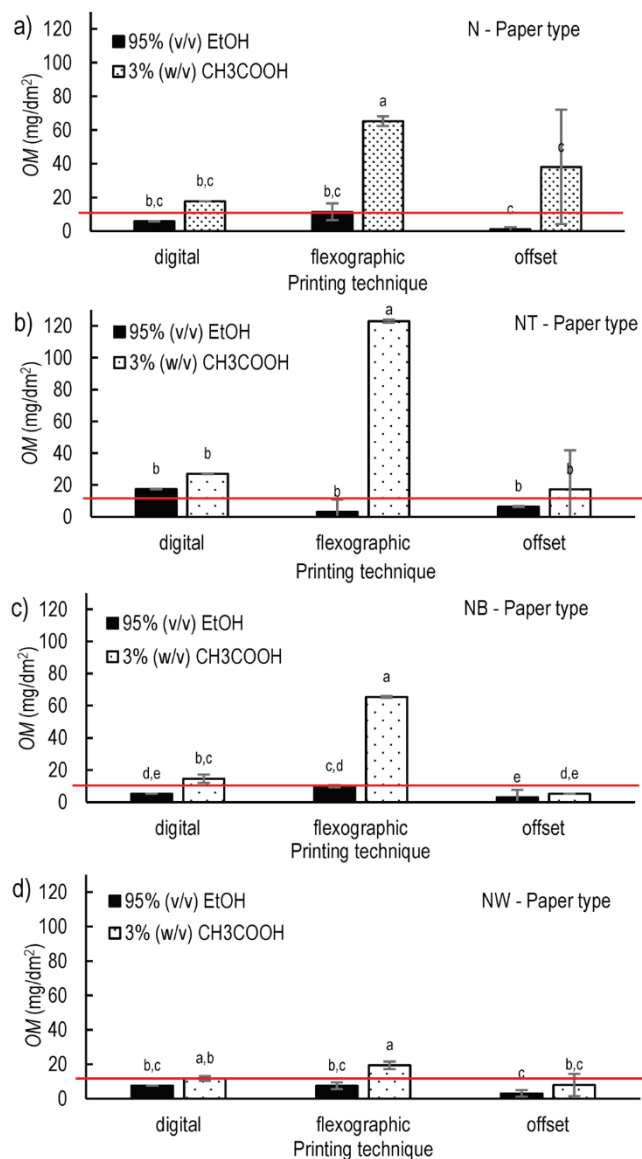 a)
95% (v/v) EtOH
3% (w/v) CH3COOH
N - Paper type
OM (mg/dm²)
120
100
80
60
40
20
0
b,c
b,c
b,c
a
c
c
digital
flexographic
offset
Printing technique
b)
95% (v/v) EtOH
3% (w/v) CH3COOH
NT - Paper type
OM (mg/dm²)
120
100
80
60
40
20
0
b
b
b
a
b
b
digital
flexographic
offset
Printing technique
c)
95% (v/v) EtOH
3% (w/v) CH3COOH
NB - Paper type
OM (mg/dm²)
120
100
80
60
40
20
0
d,e
b,c
c,d
a
e
d,e
digital
flexographic
offset
Printing technique
d)
95% (v/v) EtOH
3% (w/v) CH3COOH
NW - Paper type
OM (mg/dm²)
120
100
80
60
40
20
0
b,c
a,b
b,c
a
c
b,c
digital
flexographic
offset
Printing technique